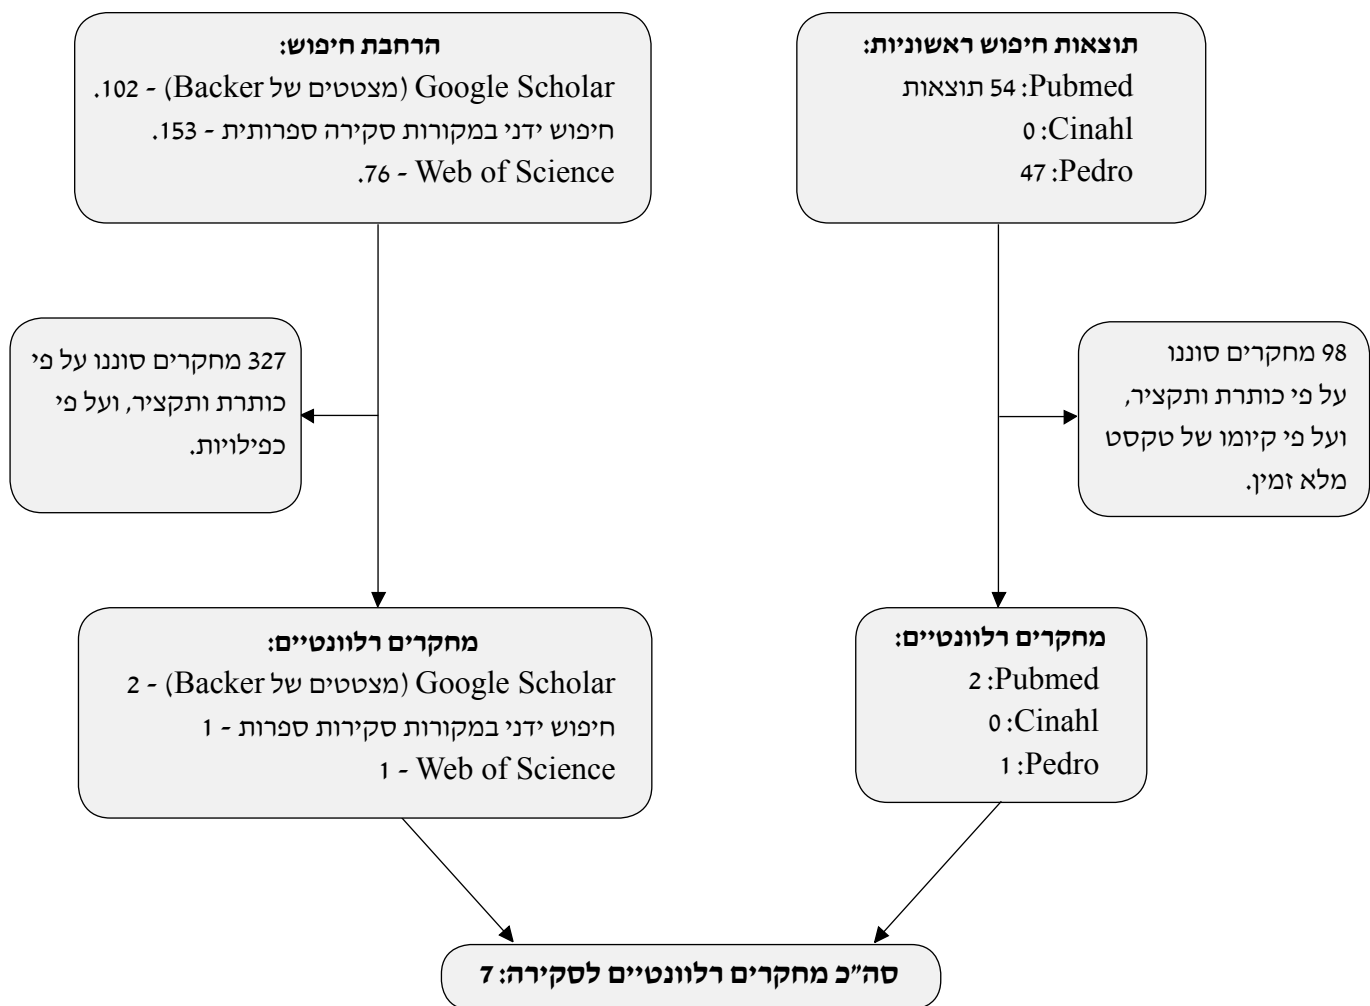 תוצאות חיפוש ראשוניות:
Pubmed: 54 תוצאות
Cinahl: 0
Pedro: 47
הרחבת חיפוש:
Google Scholar (מצטטים של Backer) - 102.
חיפוש ידני במקורות סקירה ספרותית - 153.
Web of Science - 76.
98 מחקרים סוננו
על פי כותרת ותקציר,
ועל פי קיומו של טקסט
מלא זמין.
327 מחקרים סוננו על פי
כותרת ותקציר, ועל פי
כפילויות.
מחקרים רלוונטיים:
Pubmed: 2
Cinahl: 0
Pedro: 1
מחקרים רלוונטיים:
Google Scholar (מצטטים של Backer) - 2
חיפוש ידני במקורות סקירות ספרות - 1
Web of Science - 1
סה"כ מחקרים רלוונטיים לסקירה: 7